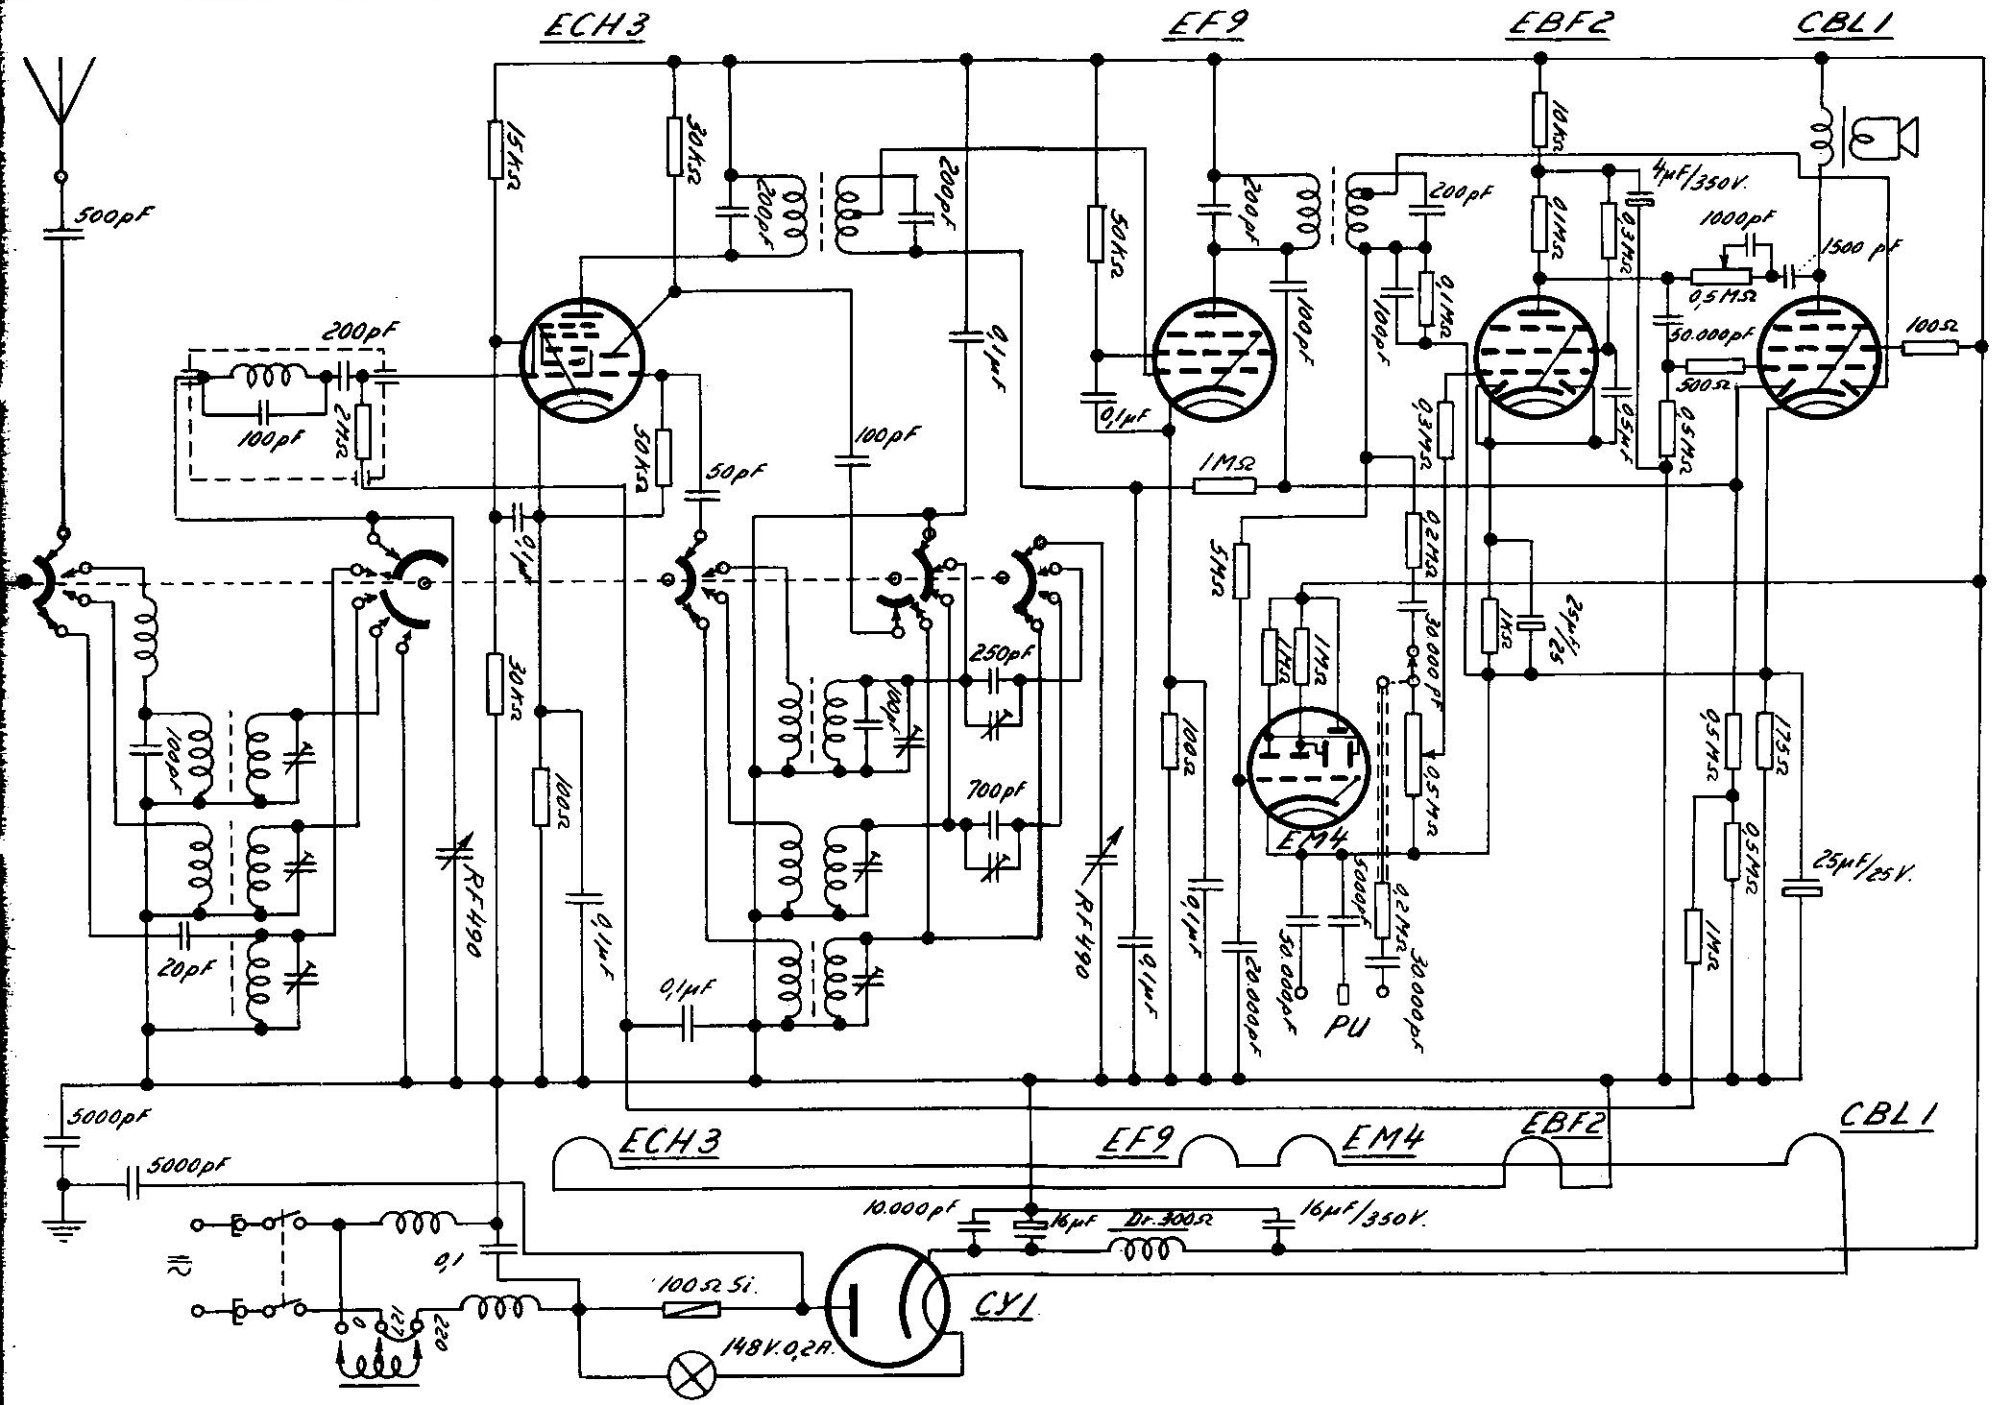 ECH3
EF9
EBF2
CBL1
500pF
15KΩ
30KΩ
200pF
200pF
50KΩ
200pF
200pF
10KΩ
0,1MΩ
0,3MΩ
4µF/350V.
1000pF
1500pF
0,5MΩ
50.000pF
500Ω
100Ω
200pF
100pF
2MΩ
50KΩ
50pF
100pF
0,1µF
0,1µF
100pF
100pF
0,1MΩ
0,3MΩ
0,5µF
0,5MΩ
1MΩ
0,1µF
5MΩ
0,2MΩ
30.000pF
1KΩ
25µF/25
30KΩ
250pF
100pF
1MΩ
1MΩ
100pF
100Ω
700pF
100Ω
0,5MΩ
0,5MΩ
175Ω
EM4
RF490
0,1µF
RF490
0,1µF
0,1µF
20.000pF
50.000pF
5000pF
0,2MΩ
30.000pF
0,5MΩ
1MΩ
25µF/25V.
20pF
0,1µF
PU
5000pF
5000pF
ECH3
EF9
EM4
EBF2
CBL1
10.000pF
16µF
Dr.300Ω
16µF/350V.
0,1
100Ω Si.
CY1
0
127
220
148V.0,2A.